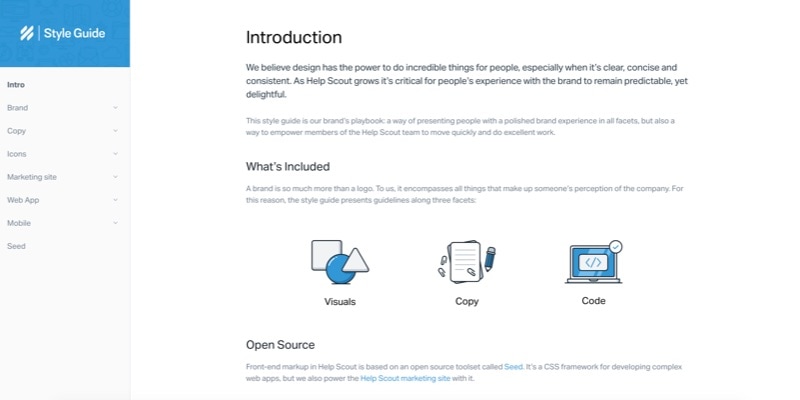 Style Guide
Intro
Brand
Copy
Icons
Marketing site
Web App
Mobile
Seed
Introduction
We believe design has the power to do incredible things for people, especially when it's clear, concise and
consistent. As Help Scout grows it's critical for people's experience with the brand to remain predictable, yet
delightful.
This style guide is our brand's playbook: a way of presenting people with a polished brand experience in all facets, but also a
way to empower members of the Help Scout team to move quickly and do excellent work.
What's Included
A brand is so much more than a logo. To us, it encompasses all things that make up someone's perception of the company. For
this reason, the style guide presents guidelines along three facets:
</>
Visuals
Copy
Code
Open Source
Front-end markup in Help Scout is based on an open source toolset called Seed. It's a CSS framework for developing complex
web apps, but we also power the Help Scout marketing site with it.